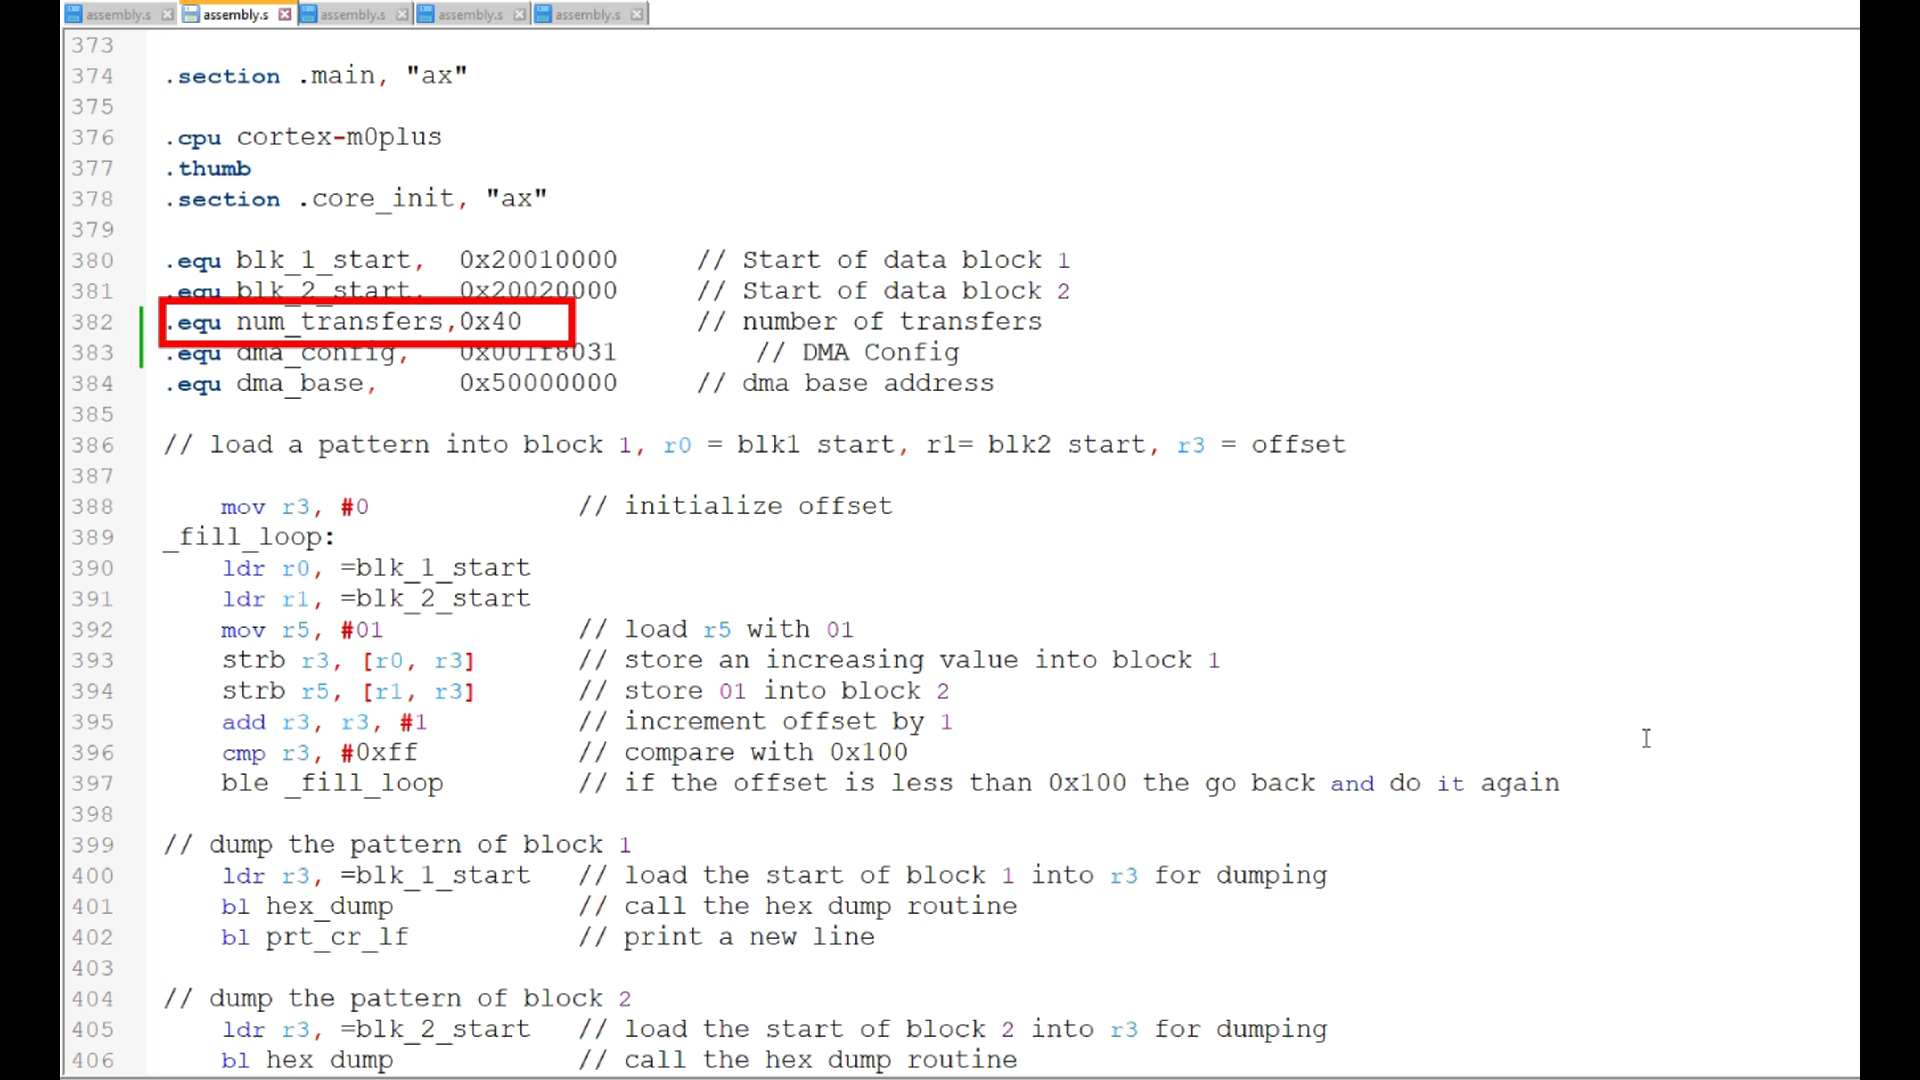 assembly.s assembly.s assembly.s assembly.s assembly.s
373
374 .section .main, "ax"
375
376 .cpu cortex-m0plus
377 .thumb
378 .section .core_init, "ax"
379
380 .equ blk_1_start, 0x20010000 // Start of data block 1
381 .equ blk_2_start, 0x20020000 // Start of data block 2
382 .equ num_transfers,0x40 // number of transfers
383 .equ dma_config, 0x001f8031 // DMA Config
384 .equ dma_base, 0x50000000 // dma base address
385
386 // load a pattern into block 1, r0 = blk1 start, r1= blk2 start, r3 = offset
387
388 mov r3, #0 // initialize offset
389 _fill_loop:
390 ldr r0, =blk_1_start
391 ldr r1, =blk_2_start
392 mov r5, #01 // load r5 with 01
393 strb r3, [r0, r3] // store an increasing value into block 1
394 strb r5, [r1, r3] // store 01 into block 2
395 add r3, r3, #1 // increment offset by 1
396 cmp r3, #0xff // compare with 0x100
397 ble _fill_loop // if the offset is less than 0x100 the go back and do it again
398
399 // dump the pattern of block 1
400 ldr r3, =blk_1_start // load the start of block 1 into r3 for dumping
401 bl hex_dump // call the hex dump routine
402 bl prt_cr_lf // print a new line
403
404 // dump the pattern of block 2
405 ldr r3, =blk_2_start // load the start of block 2 into r3 for dumping
406 bl hex dump // call the hex dump routine